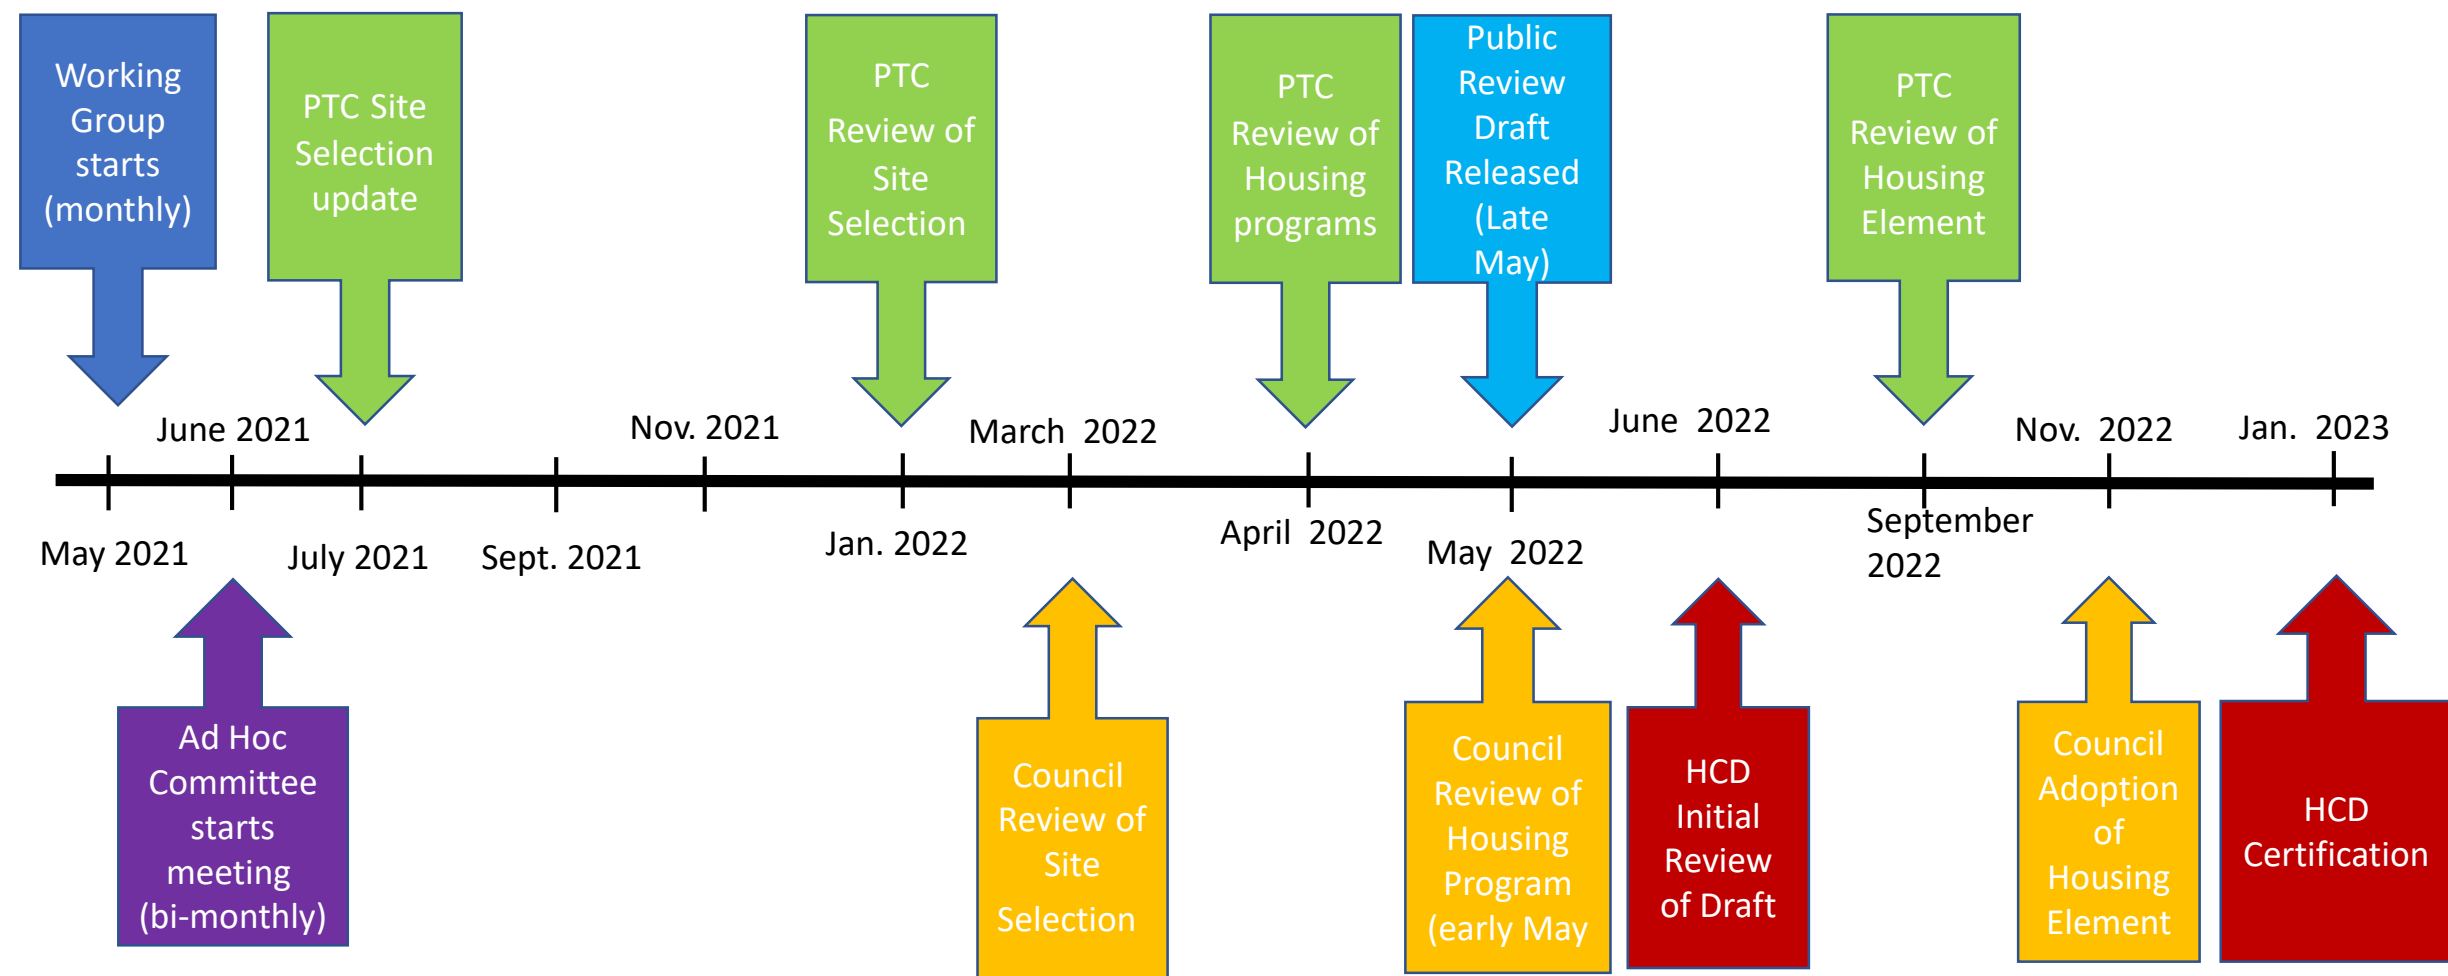 Working
Group
starts
(monthly)
PTC Site
Selection
update
PTC
Review of
Site
Selection
PTC
Review of
Housing
programs
Public
Review
Draft
Released
(Late
May)
PTC
Review of
Housing
Element
June 2021
Nov. 2021
March 2022
June 2022
Nov. 2022
Jan. 2023
May 2021
July 2021
Sept. 2021
Jan. 2022
April 2022
May 2022
September
2022
Ad Hoc
Committee
starts
meeting
(bi-monthly)
Council
Review of
Site
Selection
Council
Review of
Housing
Program
(early May
HCD
Initial
Review
of Draft
Council
Adoption
of
Housing
Element
HCD
Certification